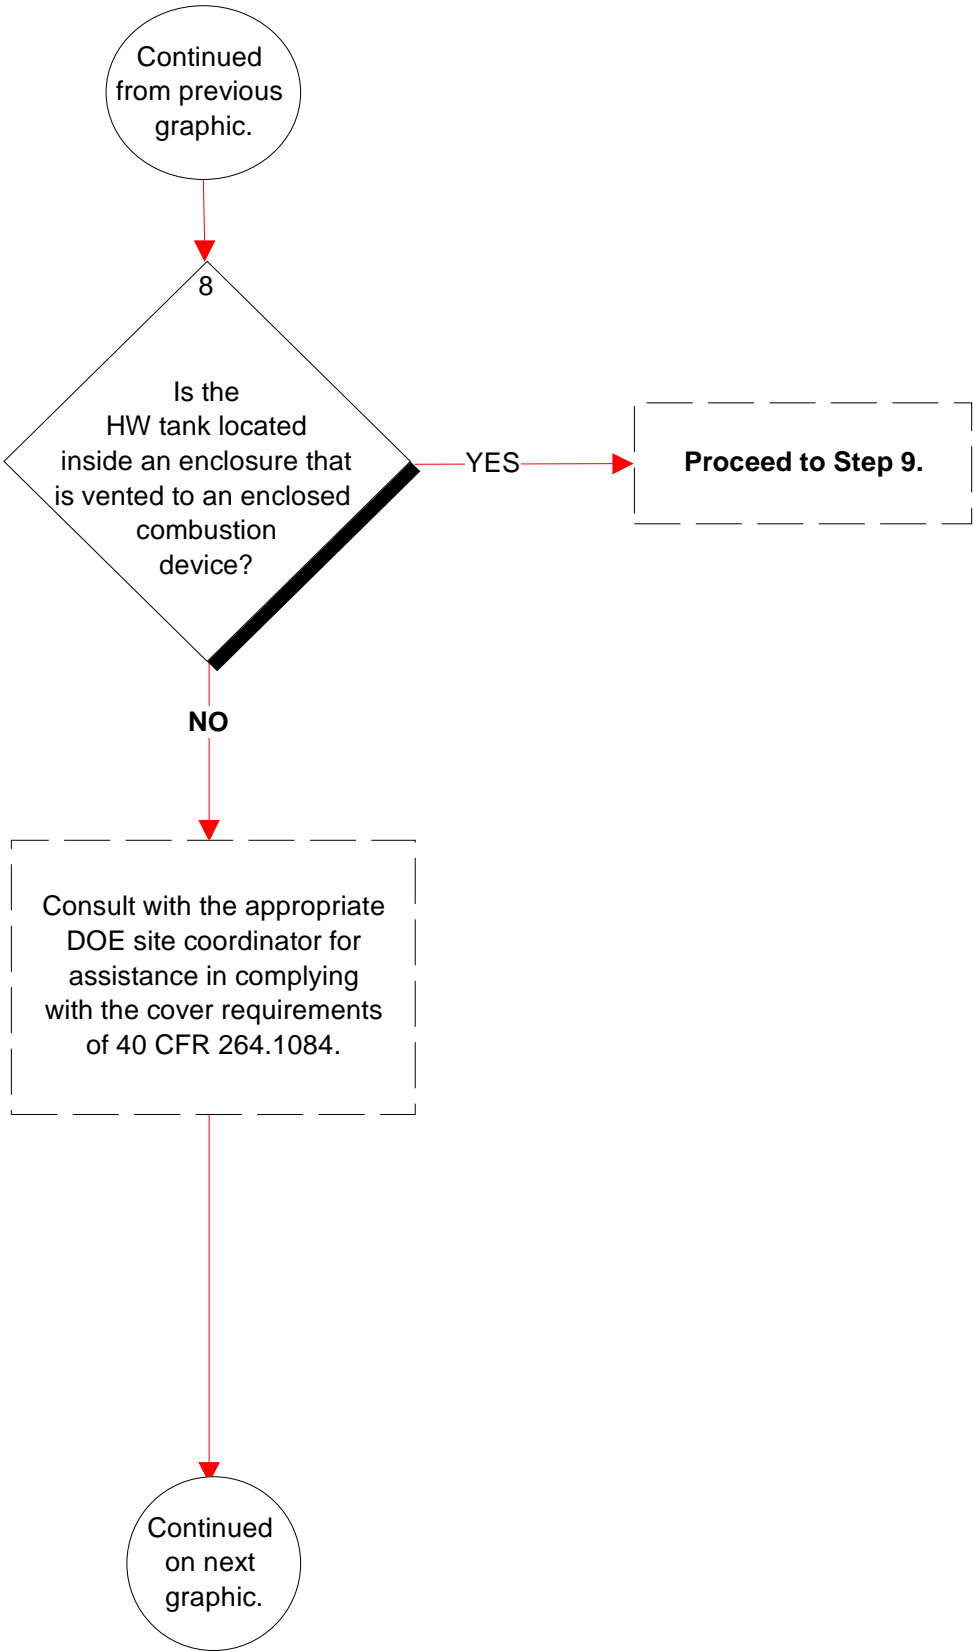 Continued
from previous
graphic.
8
Is the
HW tank located
inside an enclosure that
is vented to an enclosed
combustion
device?
YES
Proceed to Step 9.
NO
Consult with the appropriate
DOE site coordinator for
assistance in complying
with the cover requirements
of 40 CFR 264.1084.
Continued
on next
graphic.